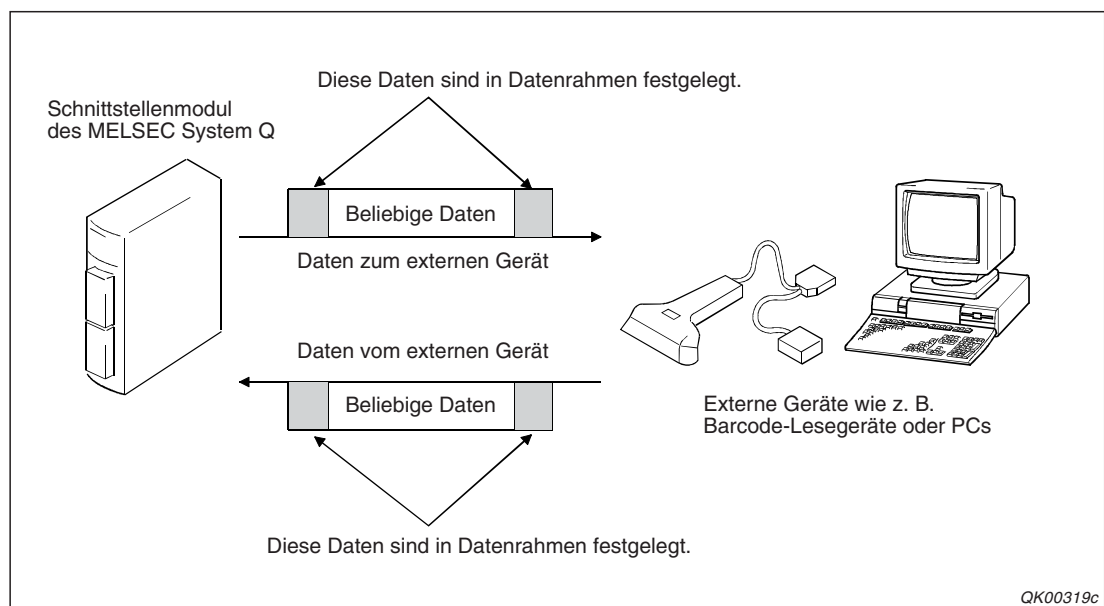 Diese Daten sind in Datenrahmen festgelegt.
Schnittstellenmodul
des MELSEC System Q
Beliebige Daten
Daten zum externen Gerät
Daten vom externen Gerät
Beliebige Daten
Externe Geräte wie z. B.
Barcode-Lesegeräte oder PCs
Diese Daten sind in Datenrahmen festgelegt.
QK00319c